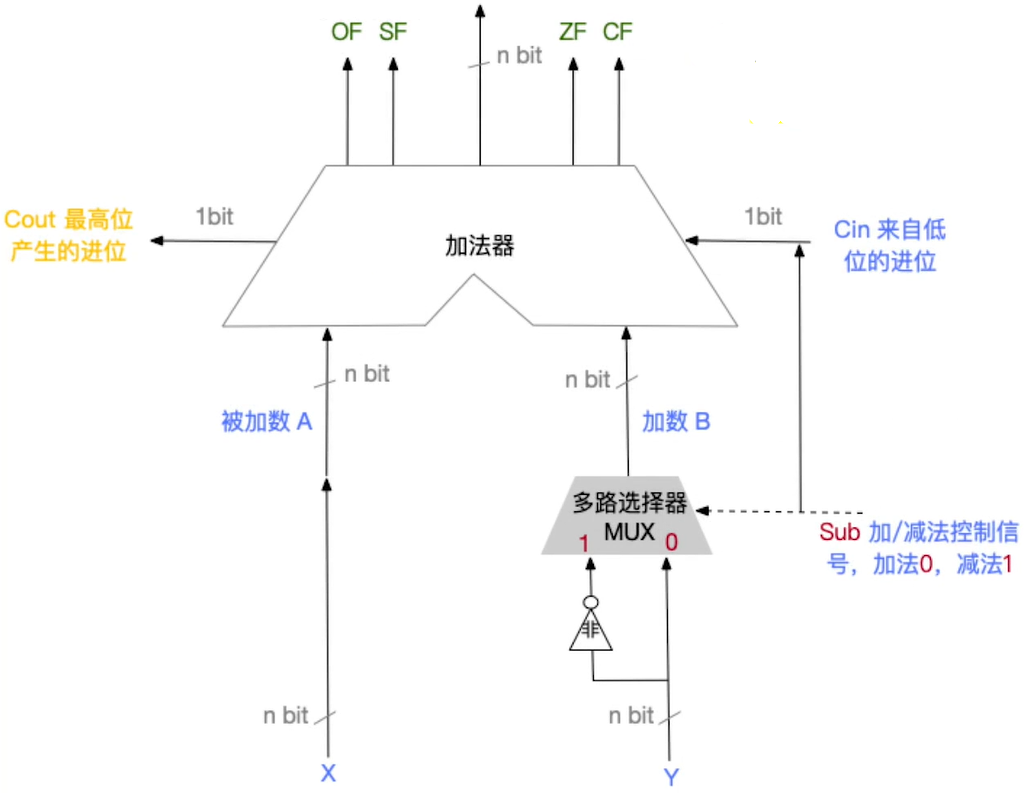 OF SF
ZF CF
n bit
Cout 最高位
产生的进位
1bit
加法器
1bit
Cin 来自低
位的进位
n bit
n bit
被加数 A
加数 B
多路选择器
MUX
1
0
Sub 加/减法控制信
号，加法0，减法1
非
n bit
n bit
X
Y